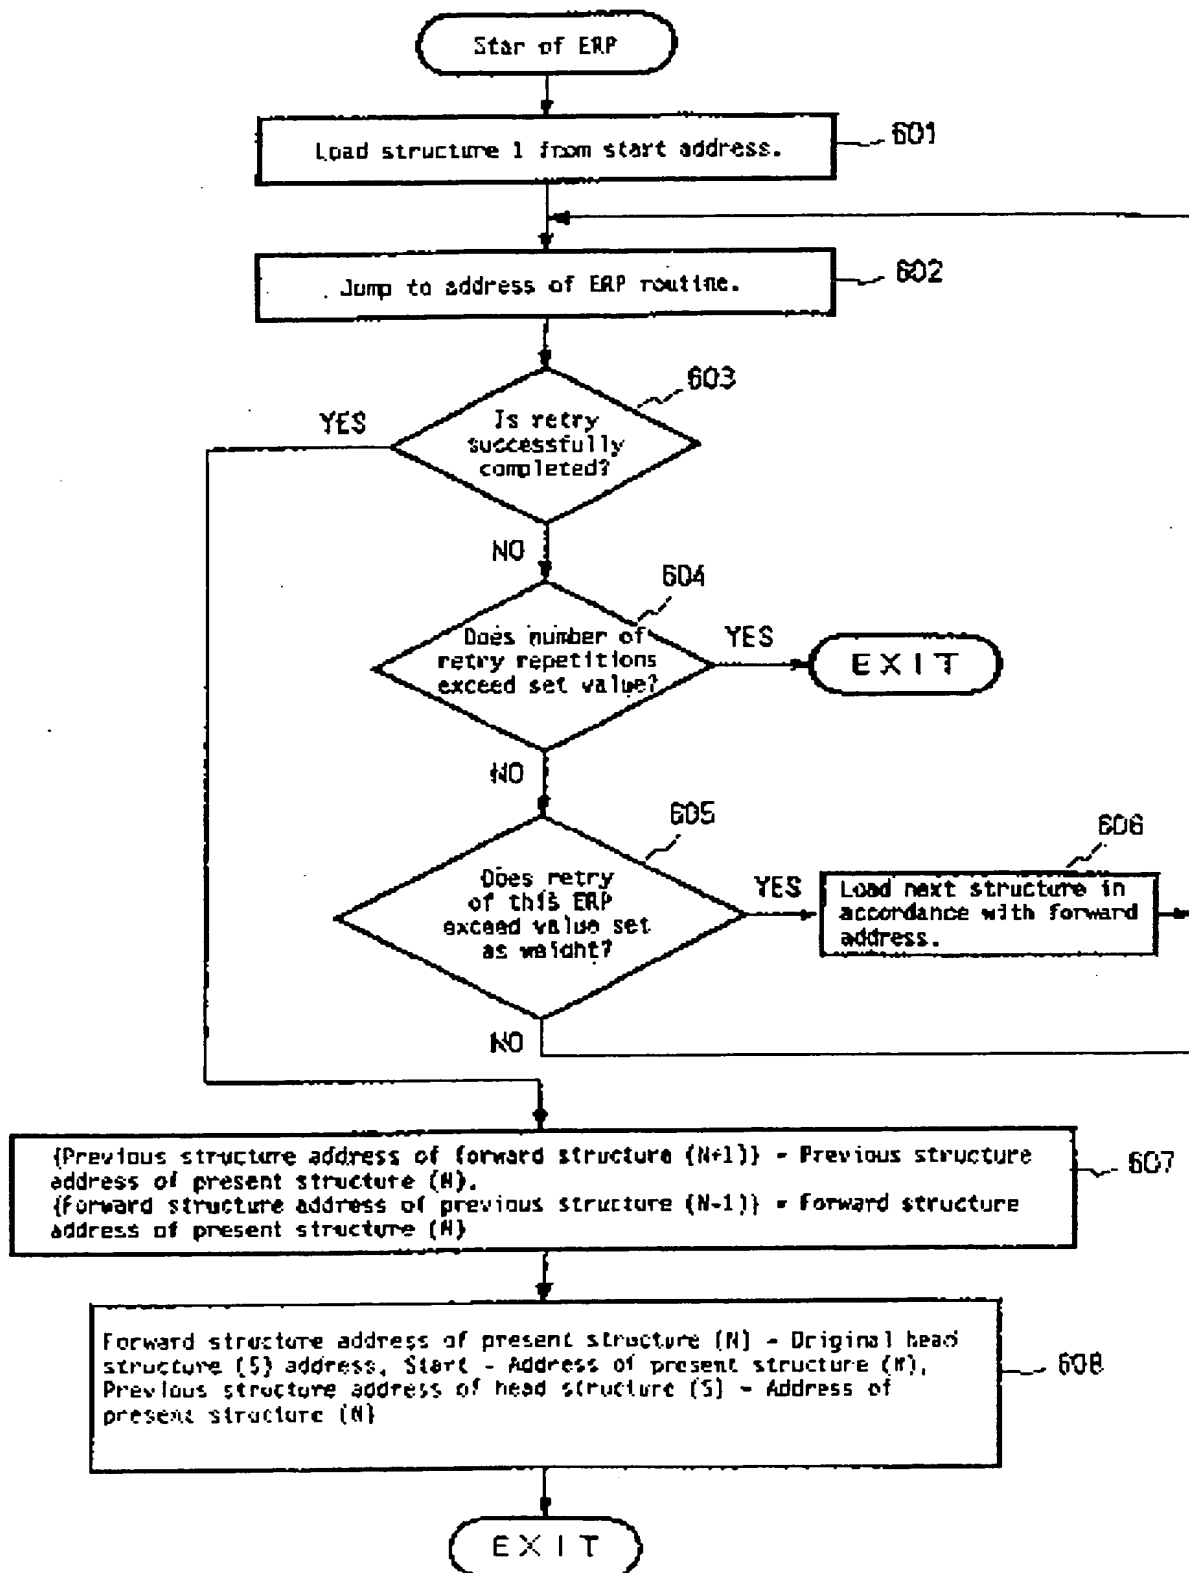 Star of ERP
Load structure 1 from start address.
601
Jump to address of ERP routine.
602
603
YES
Is retry
successfully
completed?
NO
604
Does number of
retry repetitions
exceed set value?
YES
EXIT
NO
605
606
Does retry
of this ERP
exceed value set
as weight?
YES
Load next structure in
accordance with forward
address.
NO
{Previous structure address of forward structure (N+1)} - Previous structure
address of present structure (N).
{Forward structure address of previous structure (N-1)} = Forward structure
address of present structure (N)
607
Forward structure address of present structure (N) - Original head
structure (S) address, Start - Address of present structure (N),
Previous structure address of head structure (S) - Address of
present structure (N)
608
EXIT